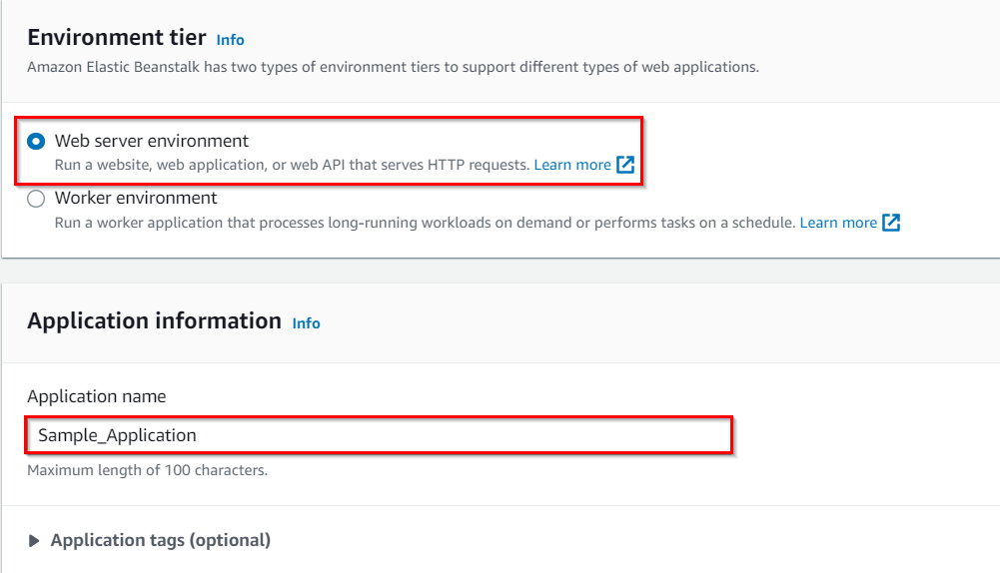 Environment tier Info
Amazon Elastic Beanstalk has two types of environment tiers to support different types of web applications.
Web server environment
Run a website, web application, or web API that serves HTTP requests. Learn more
Worker environment
Run a worker application that processes long-running workloads on demand or performs tasks on a schedule. Learn more
Application information Info
Application name
Sample_Application
Maximum length of 100 characters.
Application tags (optional)